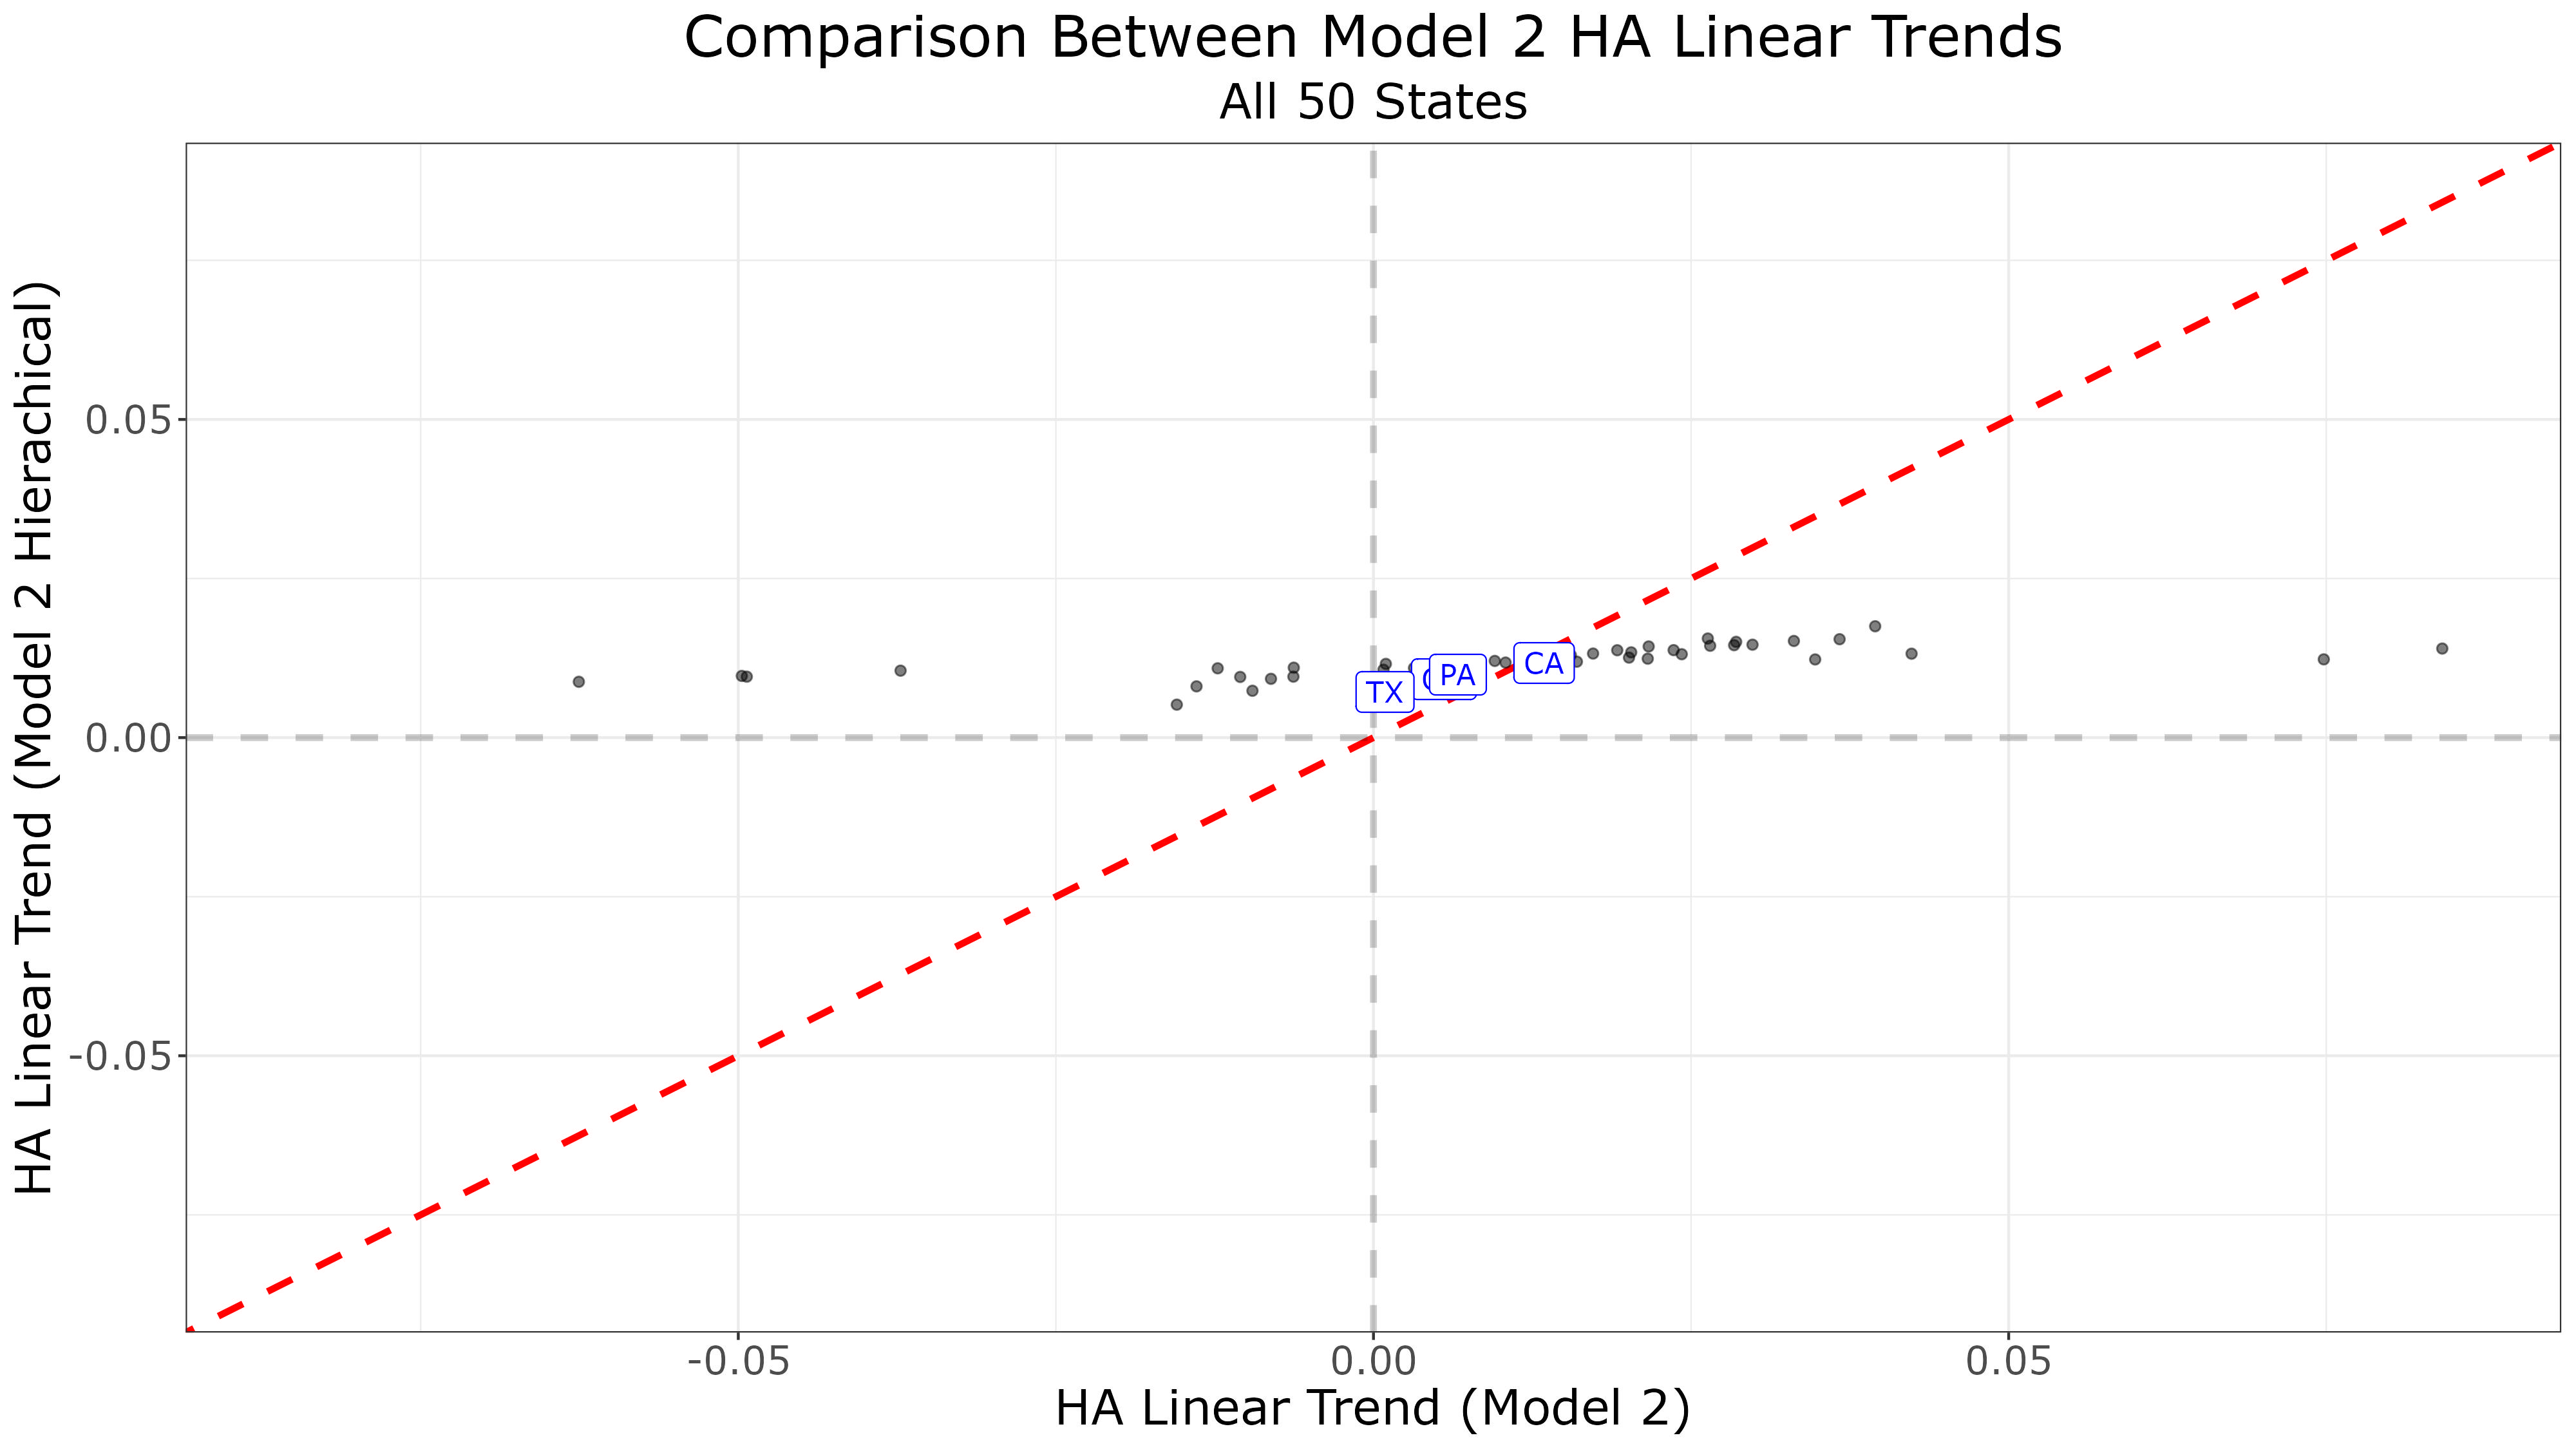 Comparison Between Model 2 HA Linear Trends
All 50 States
HA Linear Trend (Model 2 Hierachical)
0.05
0.00
-0.05
TX
PA
CA
-0.05
0.00
0.05
HA Linear Trend (Model 2)